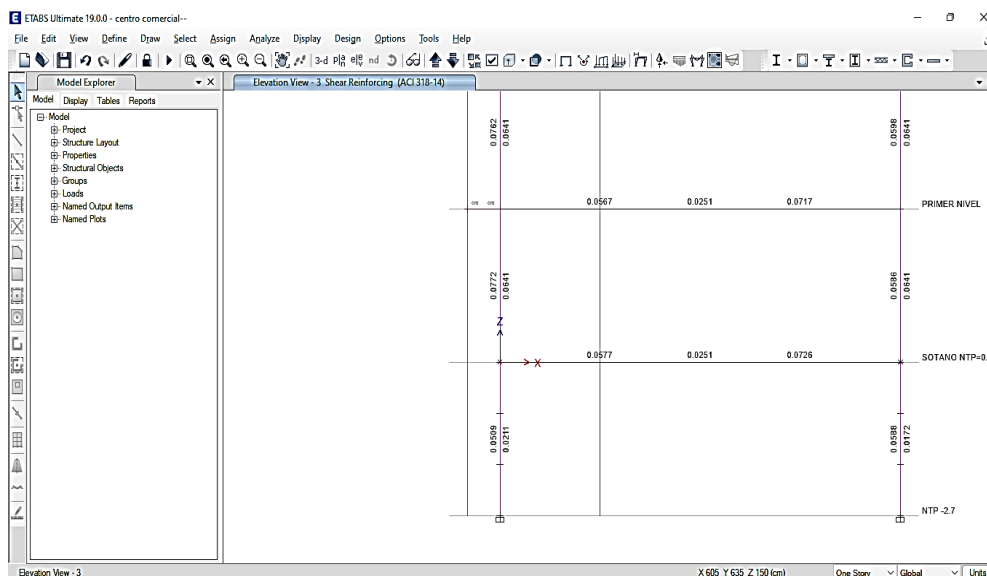 ETABS Ultimate 19.0.0 - centro comercial--
File Edit View Define Draw Select Assign Analyze Display Design Options Tools Help
3-d
nd
Model Explorer
Elevation View - 3 Shear Reinforcing (ACI 318-14)
Model Display Tables Reports
Model
Project
Structure Layout
Properties
Structural Objects
Groups
Loads
Named Output Items
Named Plots
0.0762
0.0641
0.0598
0.0641
0.0567 0.0251 0.0717 PRIMER NIVEL
0.0772
0.0641
0.0586
0.0641
Z
X
0.0577 0.0251 0.0726 SOTANO NTP=0,
0.0509
0.0211
0.0588
0.0172
NTP -2.7
Elevation View - 3
X 605 Y 635 Z 150 (cm)
One Story
Global
Units